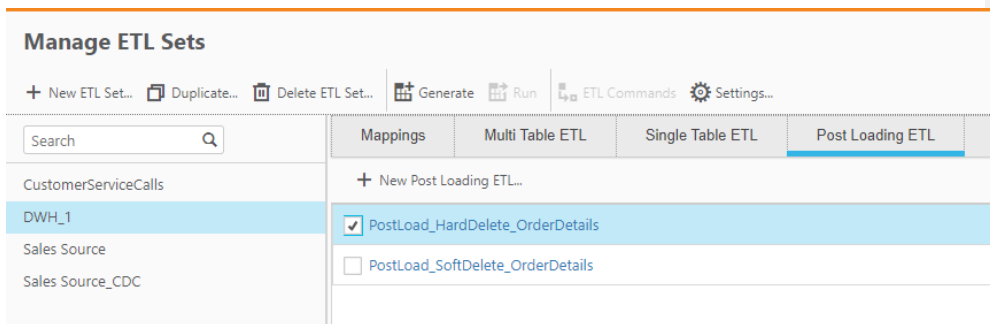 Manage ETL Sets
New ETL Set... Duplicate... Delete ETL Set... Generate Run ETL Commands Settings...
Search
Mappings Multi Table ETL Single Table ETL Post Loading ETL
CustomerServiceCalls
New Post Loading ETL...
DWH_1
PostLoad_HardDelete_OrderDetails
Sales Source
PostLoad_SoftDelete_OrderDetails
Sales Source_CDC